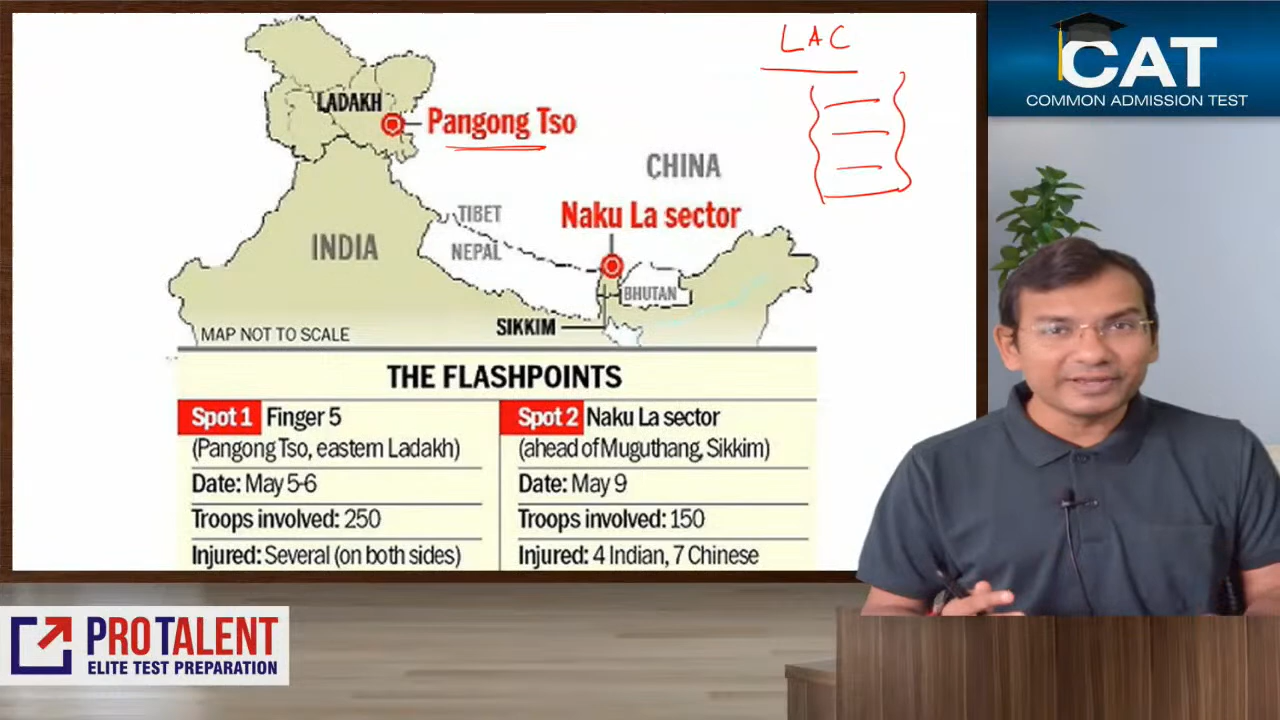 LAC
CAT
COMMON ADMISSION TEST
LADAKH
Pangong Tso
CHINA
TIBET
Naku La sector
INDIA
NEPAL
BHUTAN
SIKKIM
MAP NOT TO SCALE
THE FLASHPOINTS
Spot 1 Finger 5
(Pangong Tso, eastern Ladakh)
Date: May 5-6
Troops involved: 250
Injured: Several (on both sides)
Spot 2 Naku La sector
(ahead of Muguthang, Sikkim)
Date: May 9
Troops involved: 150
Injured: 4 Indian, 7 Chinese
PROTALENT
ELITE TEST PREPARATION